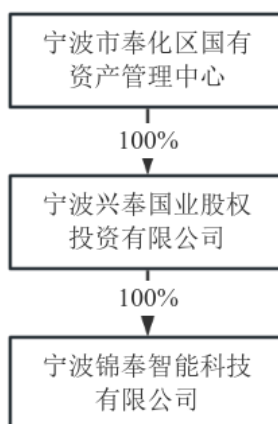 宁波市奉化区国有
资产管理中心
100%
宁波兴奉国业股权
投资有限公司
100%
宁波锦奉智能科技
有限公司